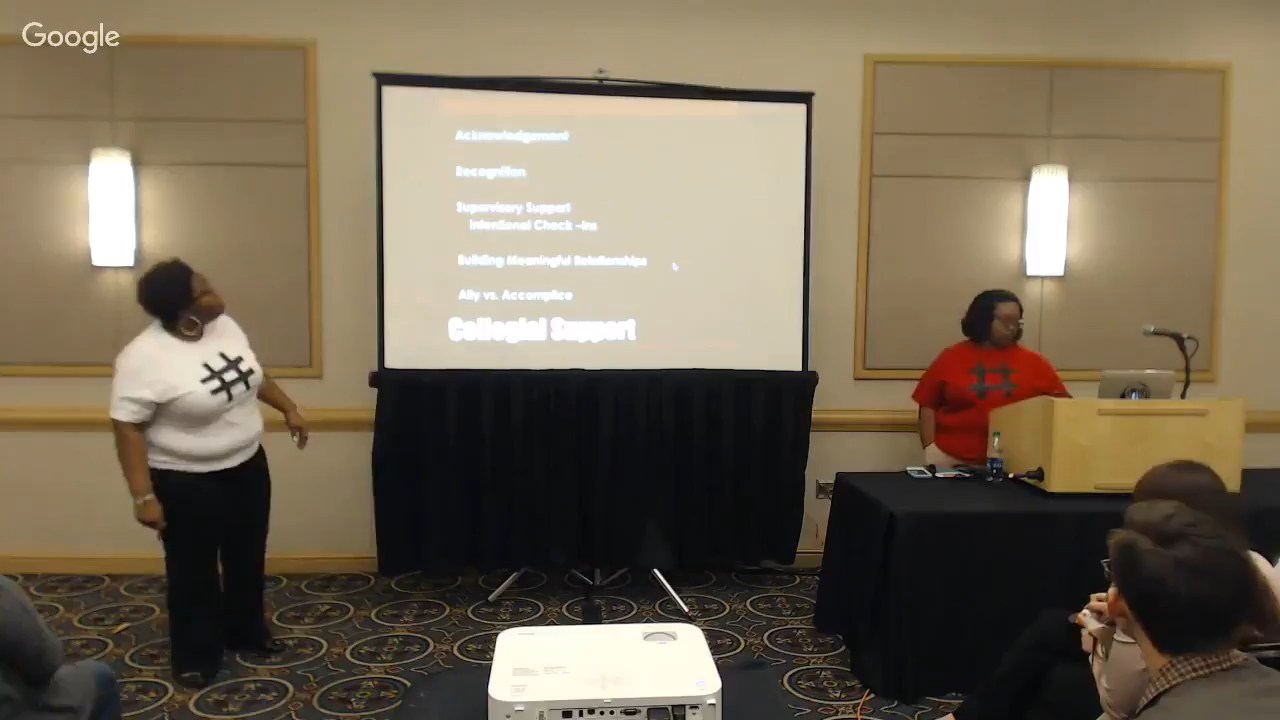 Google
Acknowledgement
Recognition
Supervisory Support
Intentional Check -Ins
Building Meaningful Relationships
Ally vs. Accomplice
Collegial Support
#
#